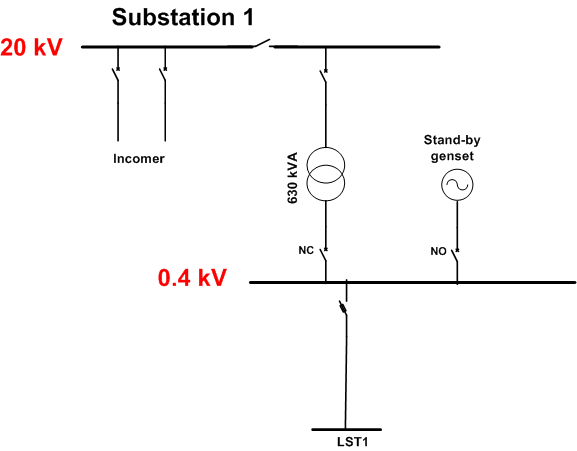 Substation 1
20 kV
Incomer
630 kVA
Stand-by
genset
NC
NO
0.4 kV
LST1